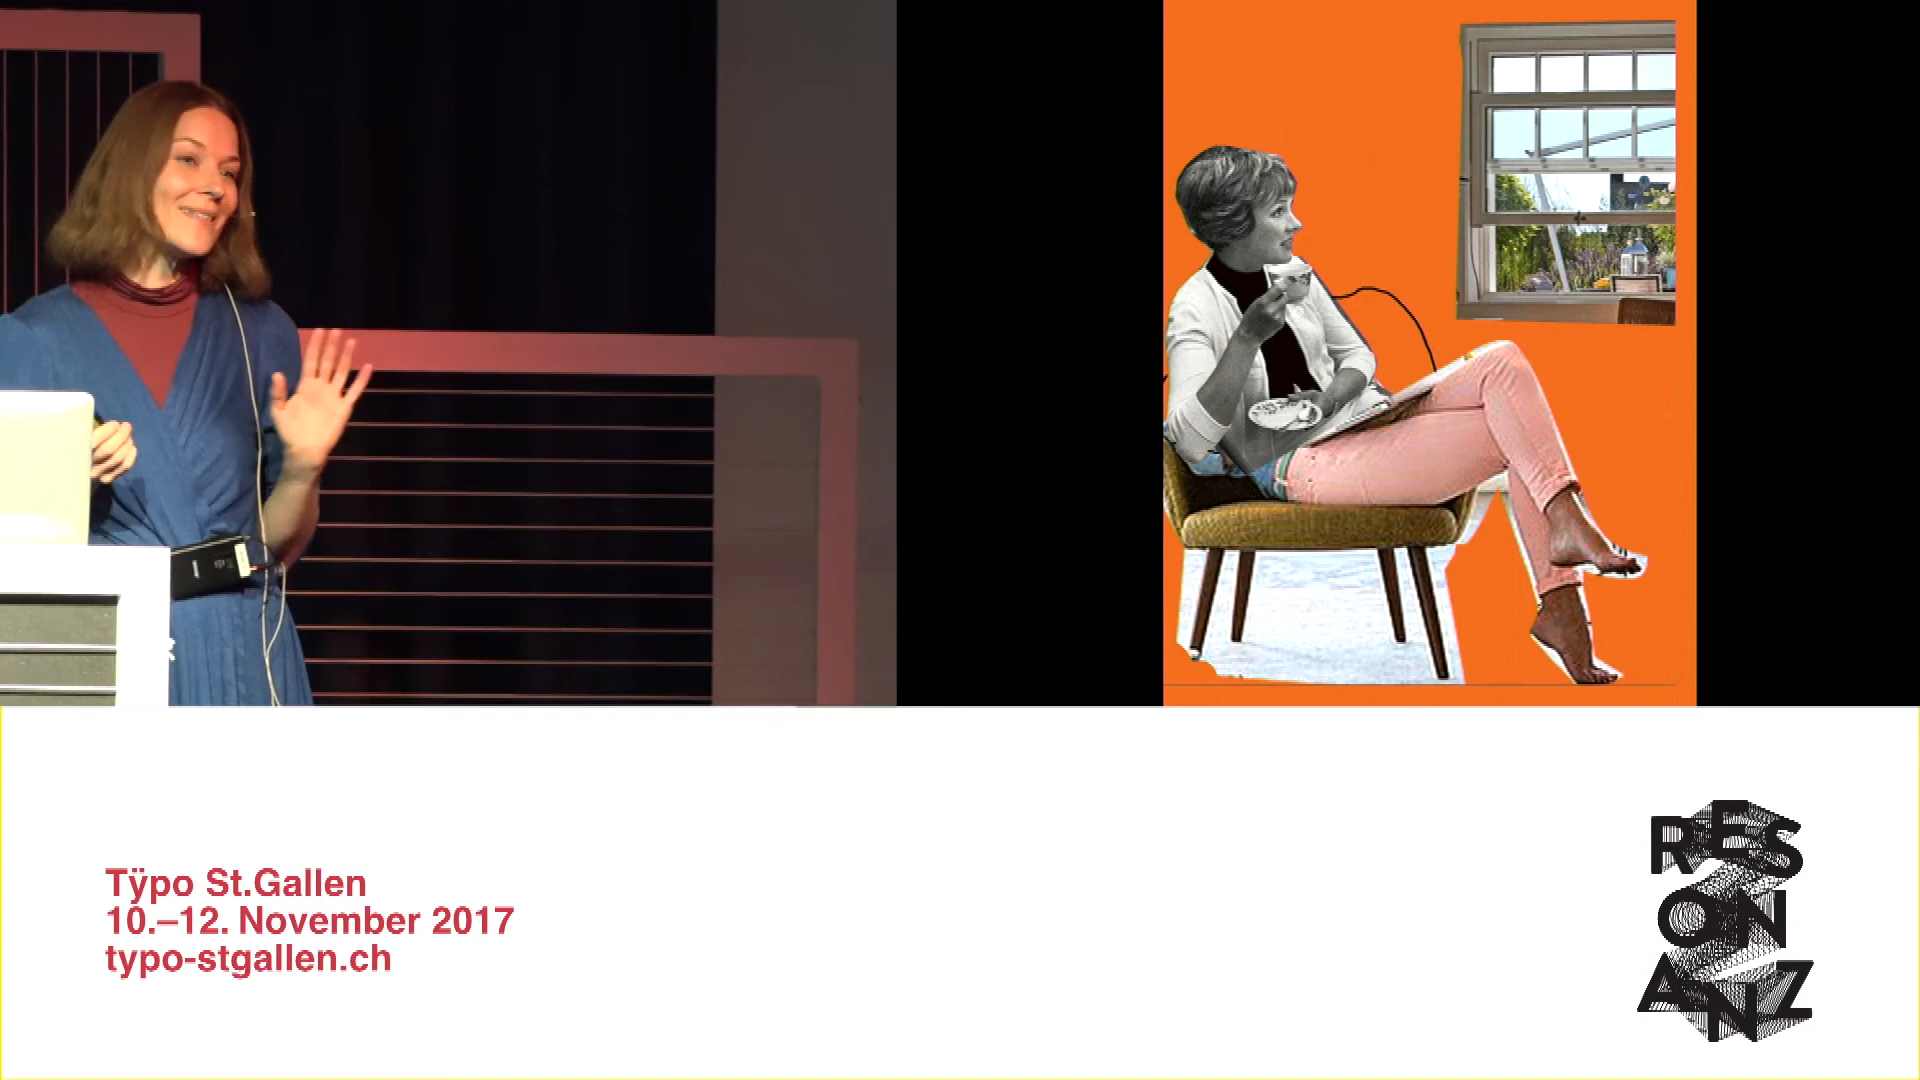 Tÿpo St.Gallen
10.–12. November 2017
typo-stgallen.ch
RES
ON
ANZ